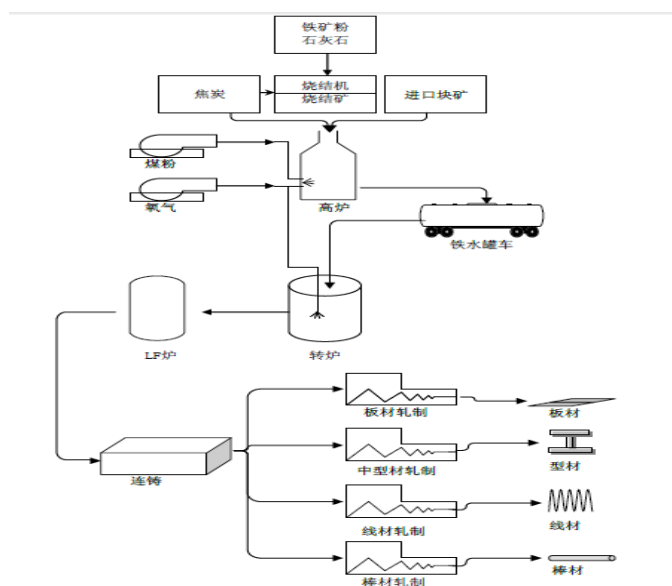 铁矿粉
石灰石
焦炭
烧结机
烧结矿
进口块矿
煤粉
氧气
高炉
铁水罐车
LF炉
转炉
板材轧制
板材
中型材轧制
型材
连铸
线材轧制
线材
棒材轧制
棒材